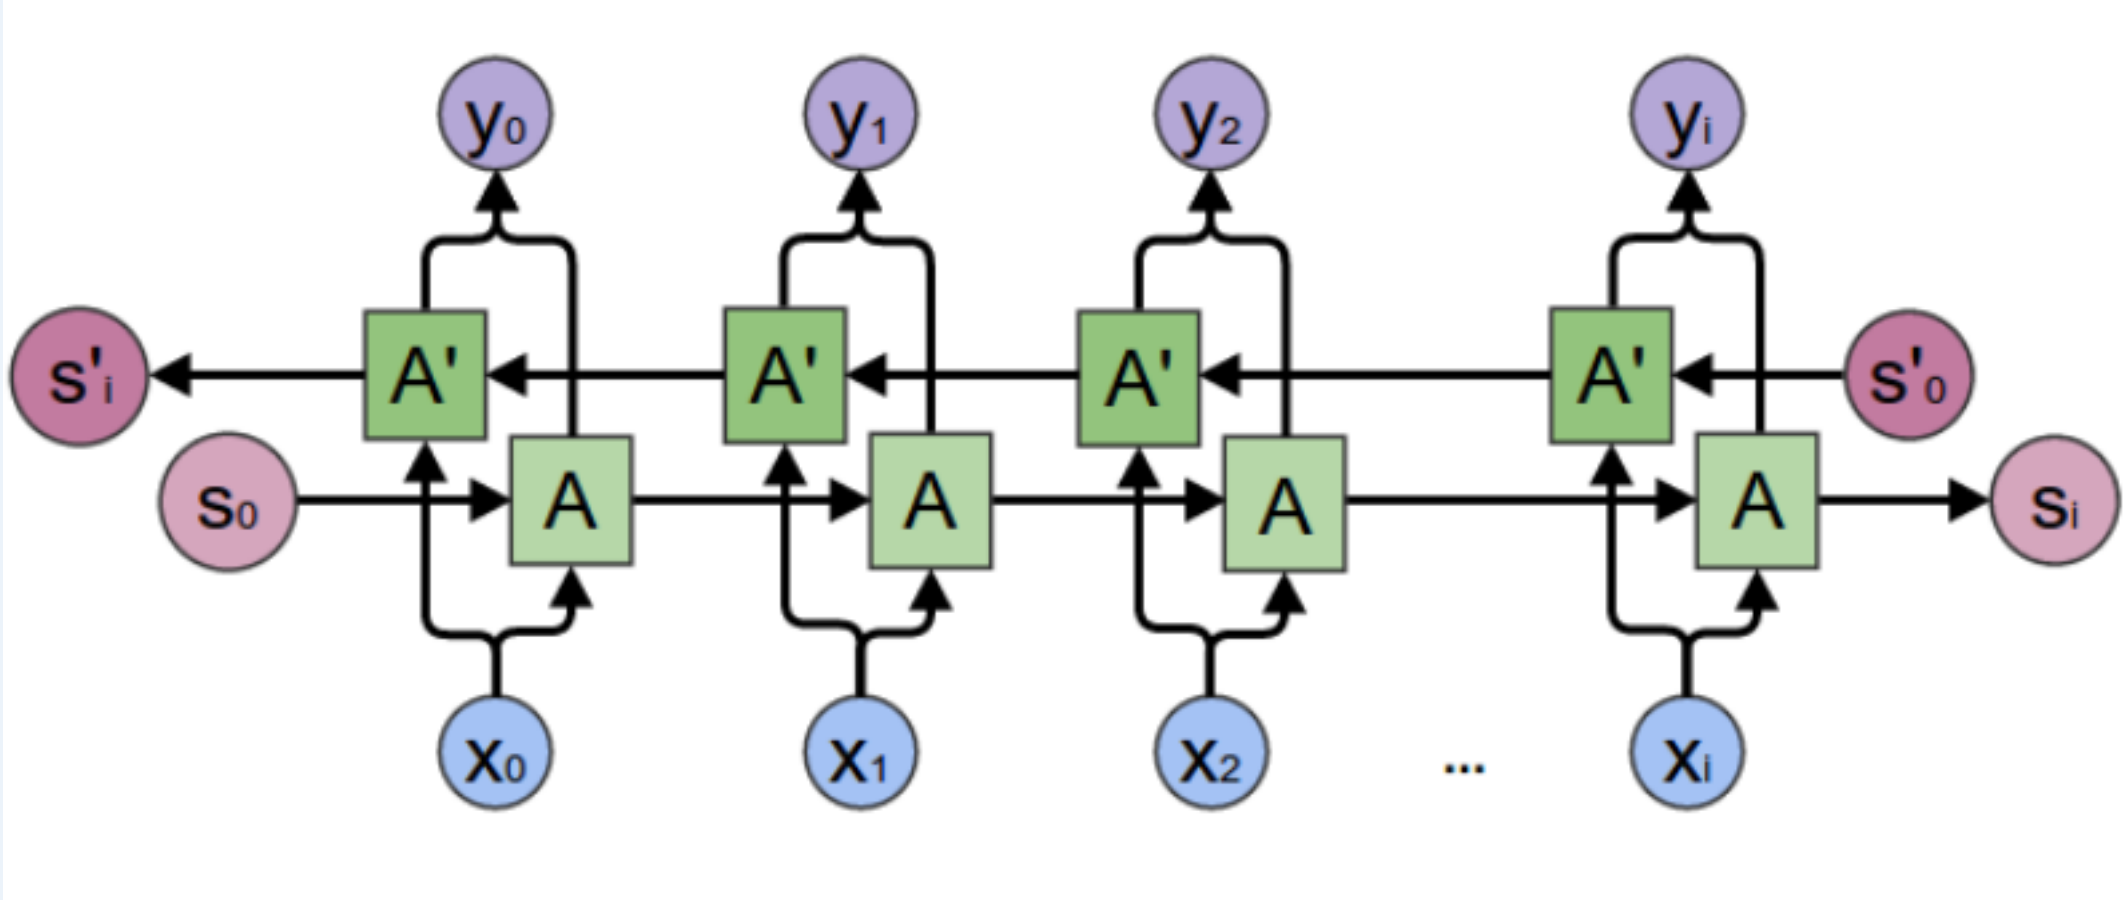 y0 y1 y2 yi
s'i A' A' A' A' s'0
s0 A A A A si
x0 x1 x2 ... xi